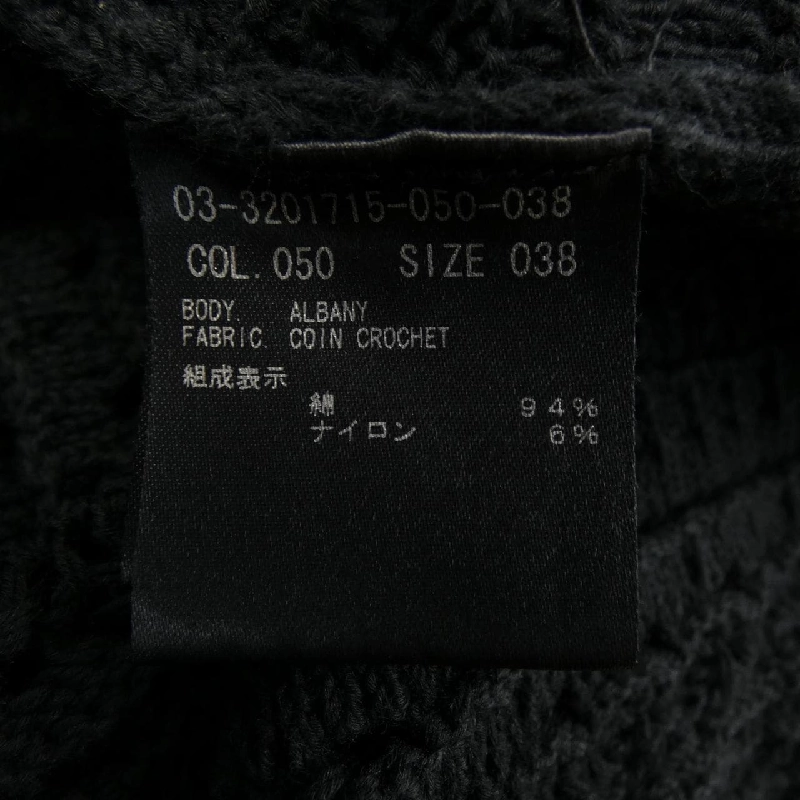 03-3201715-050-038
COL. 050 SIZE 038
BODY. ALBANY
FABRIC. COIN CROCHET
組成表示
綿 94%
ナイロン 6%